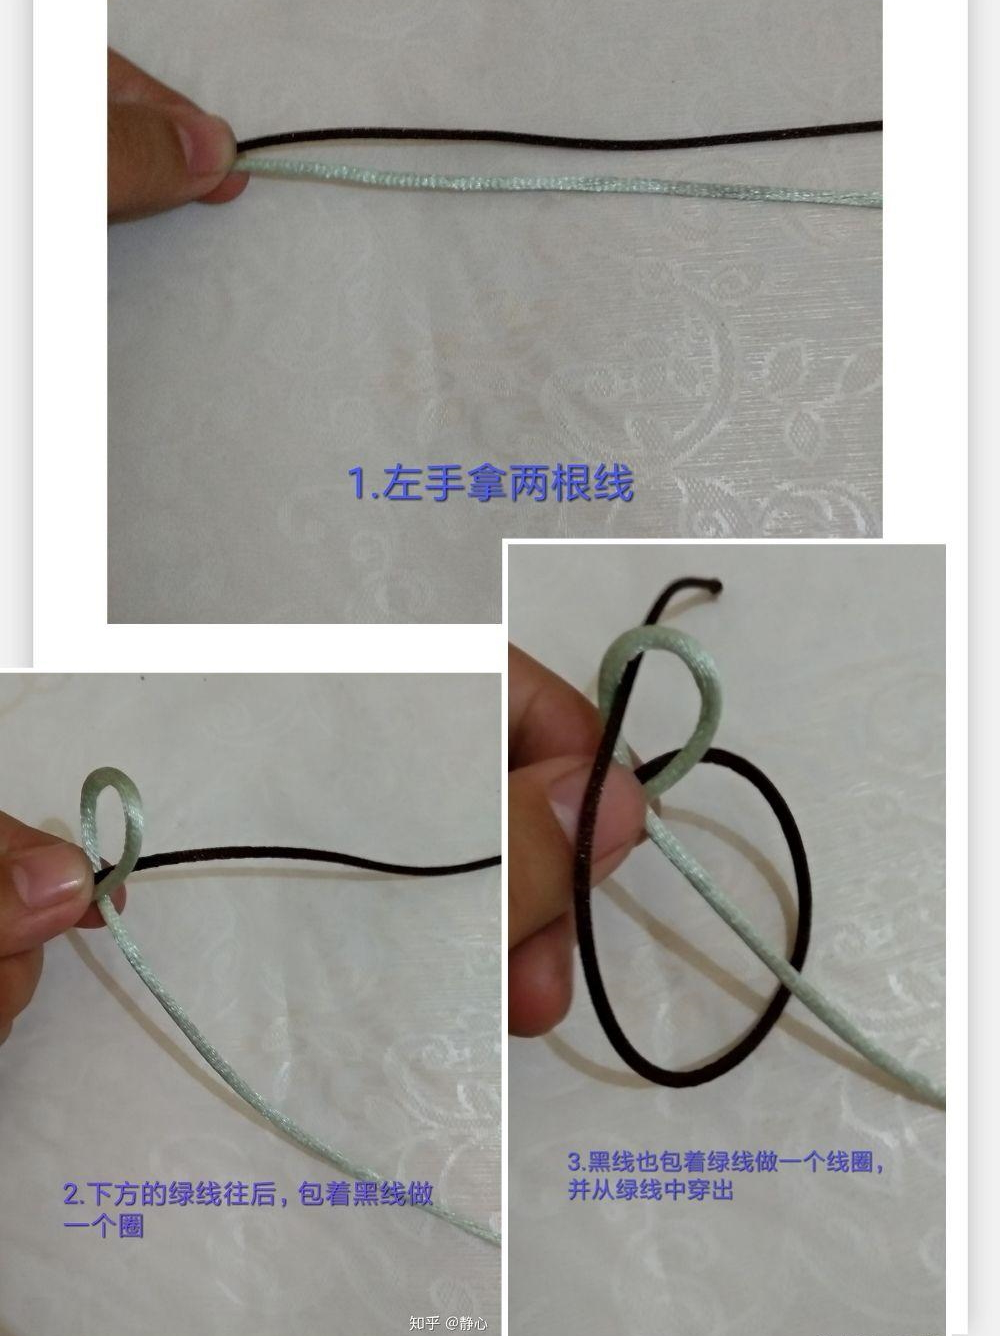 1.左手拿两根线
2.下方的绿线往后，包着黑线做
一个圈
3.黑线也包着绿线做一个线圈，
并从绿线中穿出
知乎 @静心